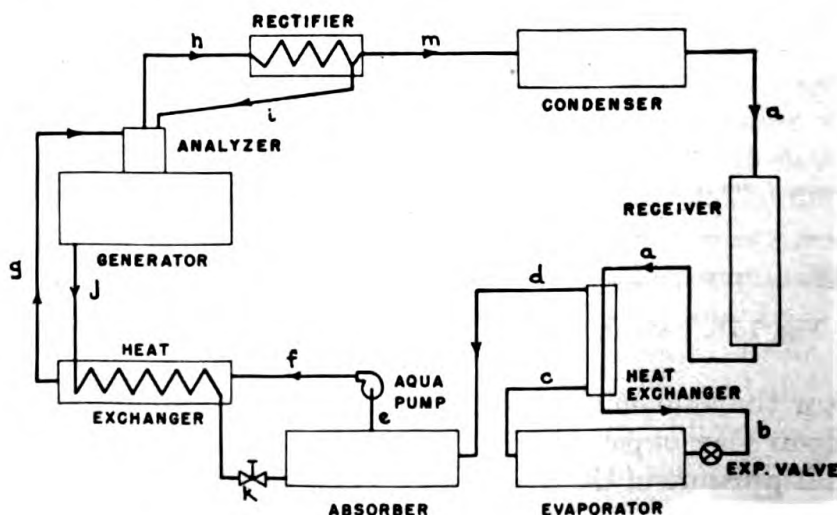 RECTIFIER
h
m
i
CONDENSER
a
ANALYZER
RECEIVER
GENERATOR
g
J
a
d
HEAT
EXCHANGER
f
AQUA
PUMP
c
HEAT
EXCHANGER
e
b
k
EXP. VALVE
ABSORBER
EVAPORATOR